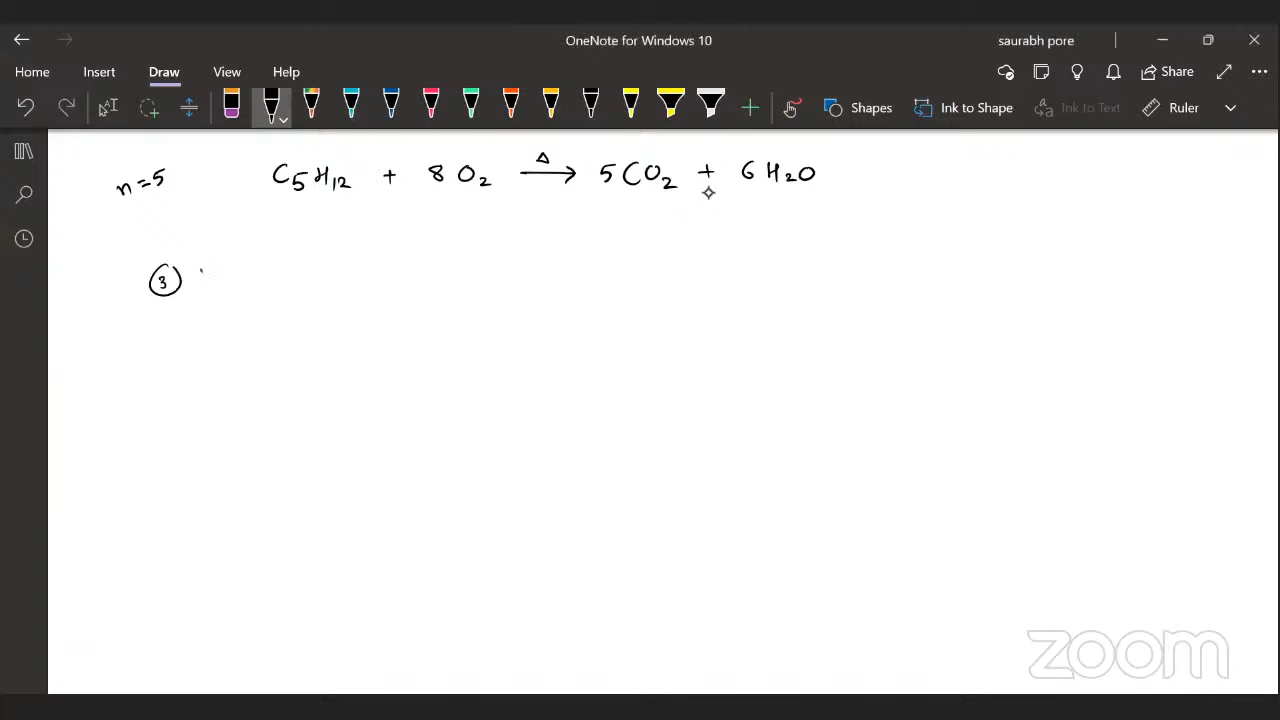 OneNote for Windows 10
saurabh pore
Home Insert Draw View Help
Share
Shapes Ink to Shape Ink to Text Ruler
n=5 C₅H₁₂ + 8 O₂ —Δ→ 5 CO₂ + 6 H₂O
③
zoom